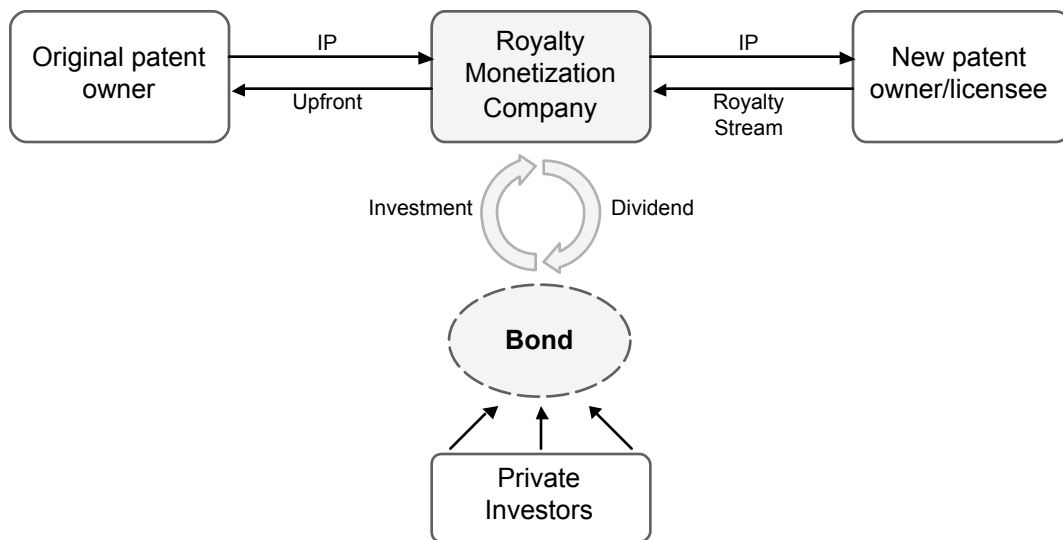 Original patent
owner
IP
Upfront
Royalty
Monetization
Company
IP
Royalty
Stream
New patent
owner/licensee
Investment
Dividend
Bond
Private
Investors